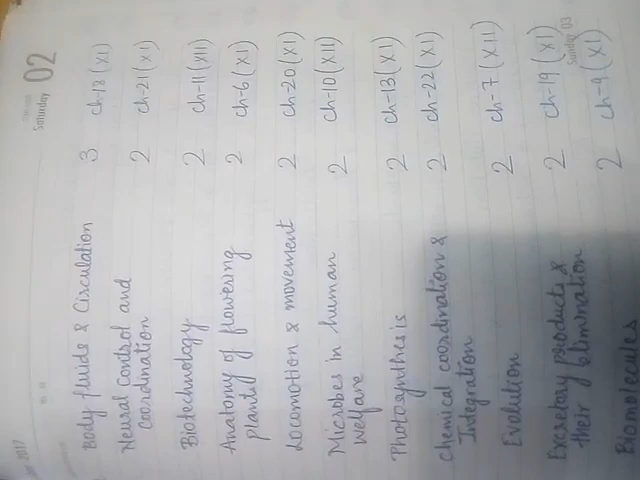 02
Saturday
2017
Body fluids & Circulation 3 ch-18 (XI)
Neural Control and
coordination 2 ch-21 (XI)
Biotechnology 2 ch-11 (XII)
Anatomy of flowering
plants 2 ch-6 (XI)
Locomotion & movement 2 ch-20 (XI)
Microbes in human
Welfare 2 ch-10 (XII)
Photosynthesis 2 ch-13 (XI)
chemical coordination &
Integration 2 ch-22 (XI)
Evolution 2 ch-7 (XII)
Excretory products &
their Elimination 2 ch-19 (XI)
Sunday 03
Biomolecules 2 ch-9 (XI)